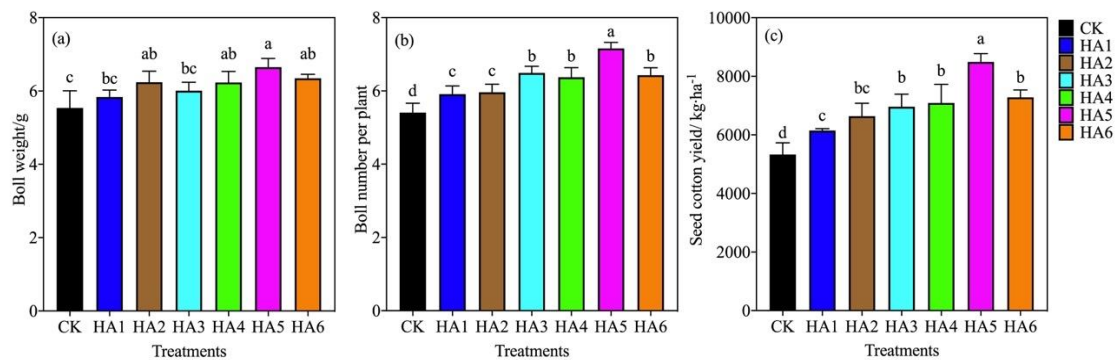 (a)
Boll weight/g
8
6
4
2
0
c
bc
ab
bc
ab
a
ab
CK HA1 HA2 HA3 HA4 HA5 HA6
Treatments
(b)
Boll number per plant
8
6
4
2
0
d
c
c
b
b
a
b
CK HA1 HA2 HA3 HA4 HA5 HA6
Treatments
(c)
Seed cotton yield/ kg·ha⁻¹
10000
8000
6000
4000
2000
0
d
c
bc
b
b
a
b
CK HA1 HA2 HA3 HA4 HA5 HA6
Treatments
CK
HA1
HA2
HA3
HA4
HA5
HA6